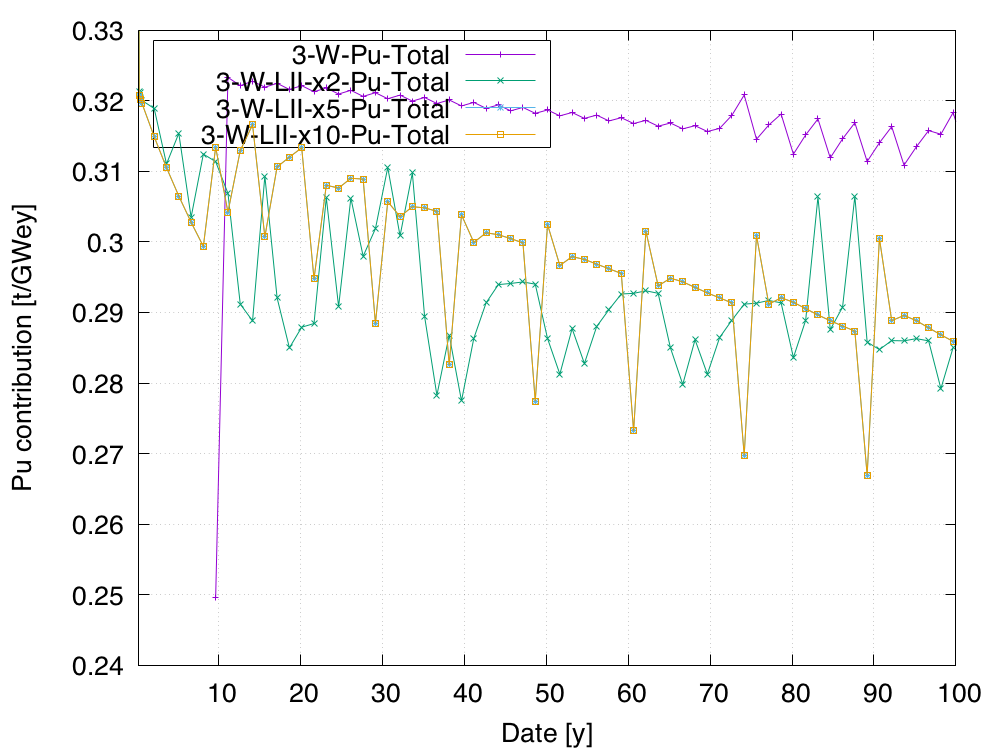 0.33
0.32
0.31
0.3
0.29
0.28
0.27
0.26
0.25
0.24
Pu contribution [t/GWey]
3-W-Pu-Total
3-W-LII-x2-Pu-Total
3-W-LII-x5-Pu-Total
3-W-LII-x10-Pu-Total
10 20 30 40 50 60 70 80 90 100
Date [y]